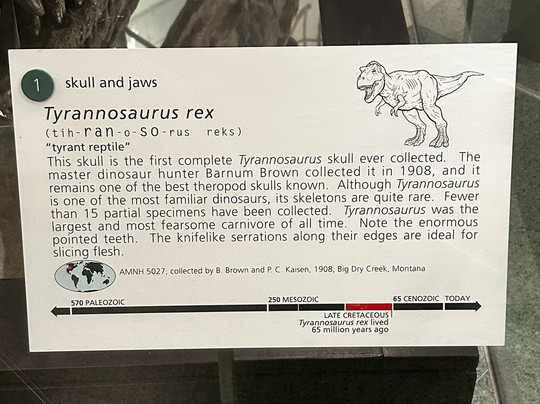 1 skull and jaws
Tyrannosaurus rex
(tih-ran-o-SO-rus reks)
“tyrant reptile”
This skull is the first complete Tyrannosaurus skull ever collected. The
master dinosaur hunter Barnum Brown collected it in 1908, and it
remains one of the best theropod skulls known. Although Tyrannosaurus
is one of the most familiar dinosaurs, its skeletons are quite rare. Fewer
than 15 partial specimens have been collected. Tyrannosaurus was the
largest and most fearsome carnivore of all time. Note the enormous
pointed teeth. The knifelike serrations along their edges are ideal for
slicing flesh.
AMNH 5027, collected by B. Brown and P. C. Kaisen, 1908, Big Dry Creek, Montana
570 PALEOZOIC 250 MESOZOIC 65 CENOZOIC TODAY
LATE CRETACEOUS
Tyrannosaurus rex lived
65 million years ago